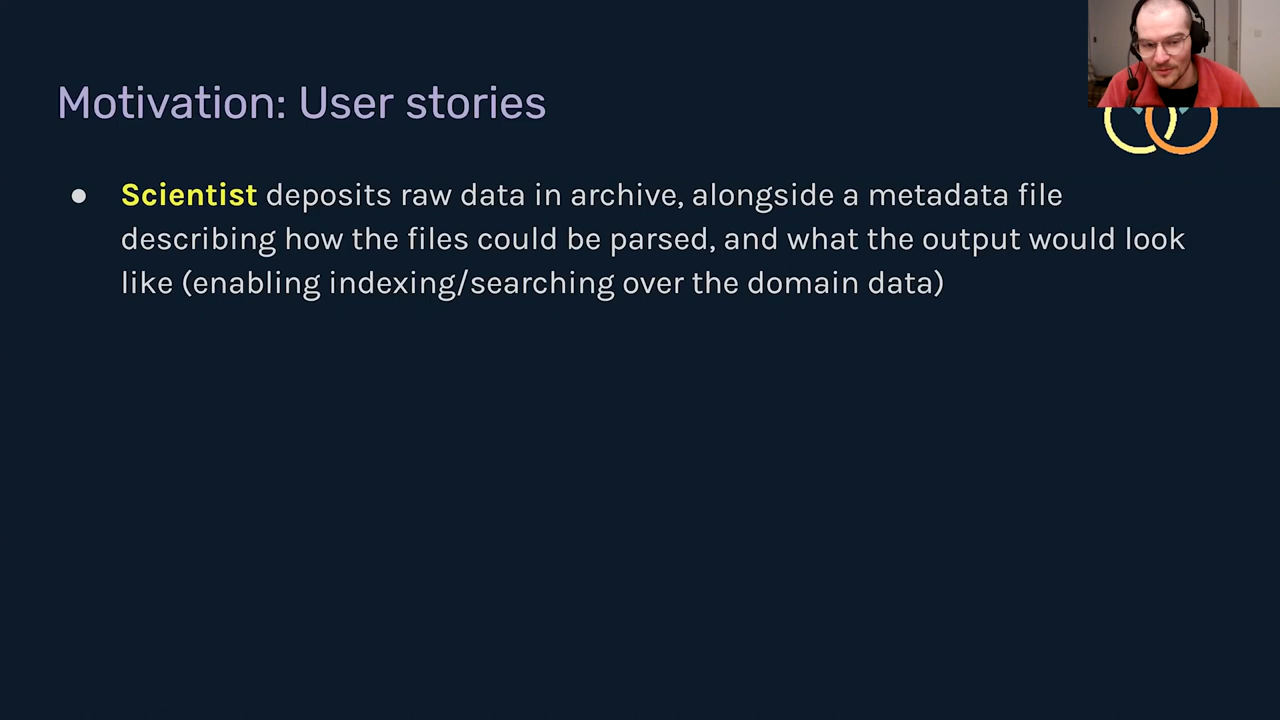 Motivation: User stories
● Scientist deposits raw data in archive, alongside a metadata file
describing how the files could be parsed, and what the output would look
like (enabling indexing/searching over the domain data)